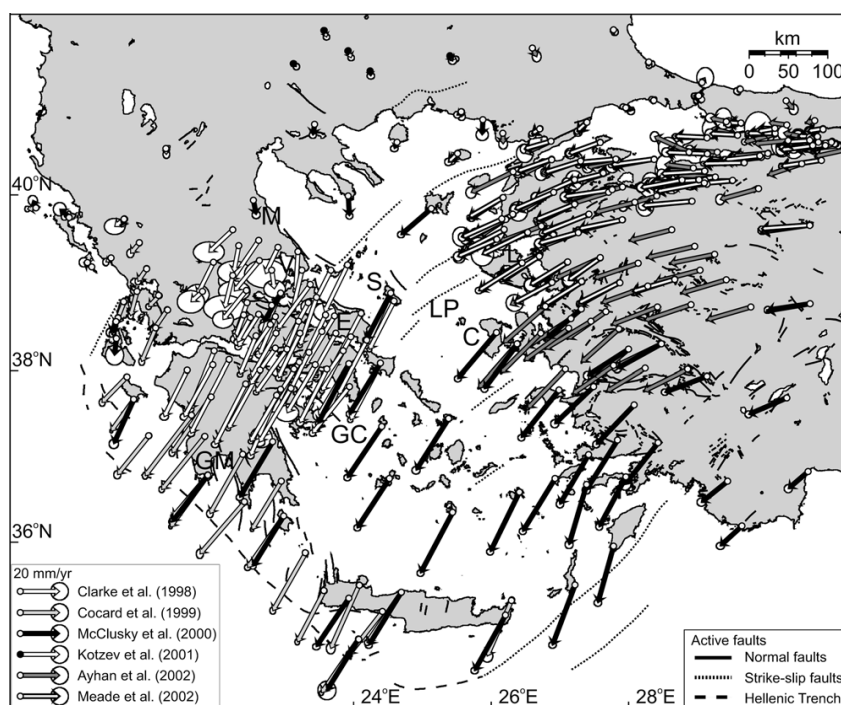 km
0 50 100
40°N
M
V
S
L
LP
E
C
38°N
GC
GM
36°N
20 mm/yr
Clarke et al. (1998)
Cocard et al. (1999)
McClusky et al. (2000)
Kotzev et al. (2001)
Ayhan et al. (2002)
Meade et al. (2002)
Active faults
Normal faults
Strike-slip faults
Hellenic Trench
24°E
26°E
28°E